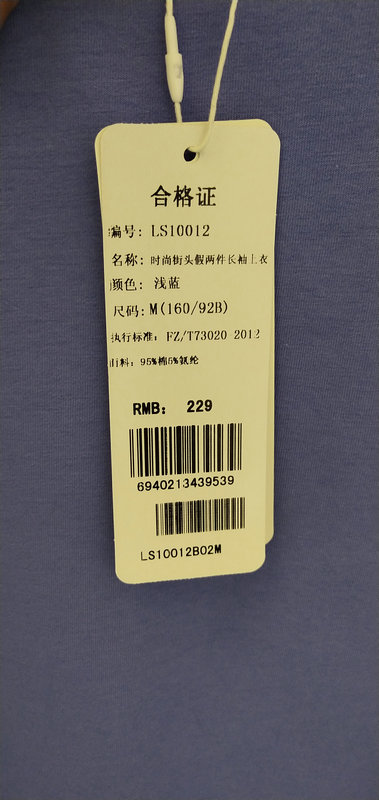 合格证
编号: LS10012
名称: 时尚街头假两件长袖上衣
颜色: 浅蓝
尺码: M(160/92B)
执行标准: FZ/T73020 2012
面料: 95%棉5%氨纶
RMB: 229
6940213439539
LS10012B02M